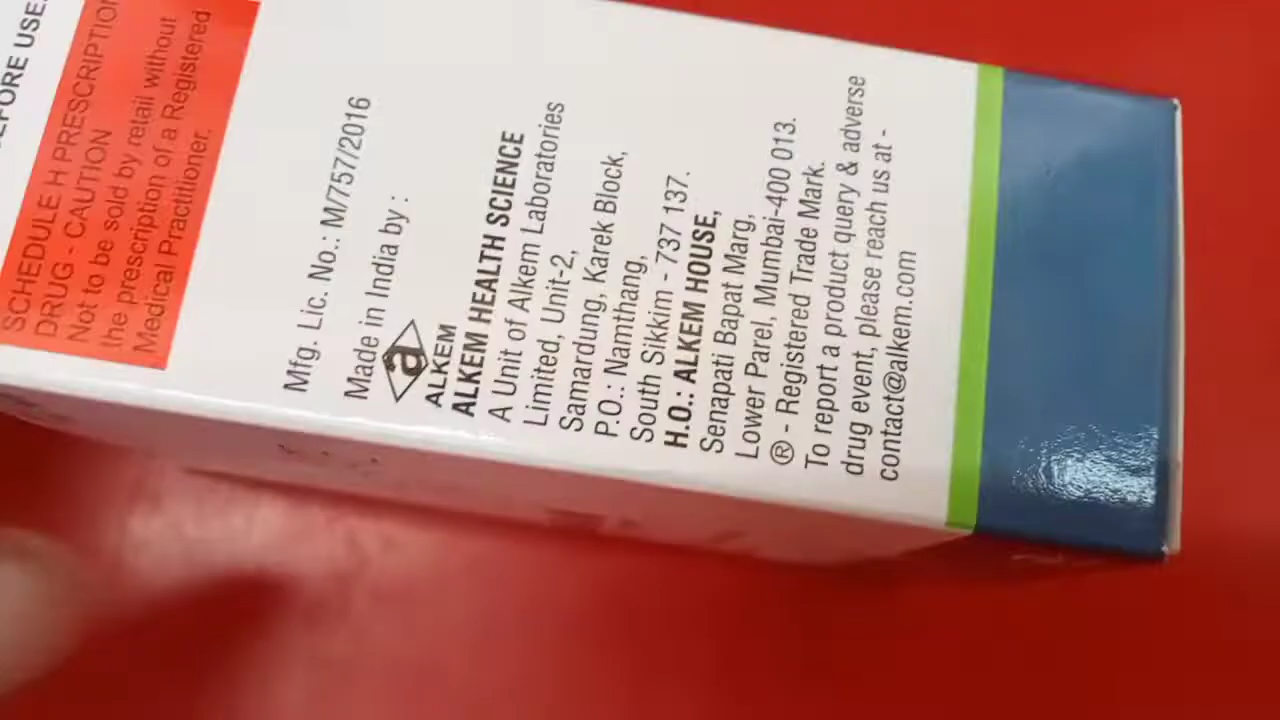 EFORE USE.
SCHEDULE H PRESCRIPTION
DRUG - CAUTION
Not to be sold by retail without
the prescription of a Registered
Medical Practitioner.
Mfg. Lic. No.: M/757/2016
Made in India by :
a
ALKEM
ALKEM HEALTH SCIENCE
A Unit of Alkem Laboratories
Limited, Unit-2,
Samardung, Karek Block,
P.O.: Namthang,
South Sikkim - 737 137.
H.O.: ALKEM HOUSE,
Senapati Bapat Marg,
Lower Parel, Mumbai-400 013.
® - Registered Trade Mark.
To report a product query & adverse
drug event, please reach us at -
contact@alkem.com